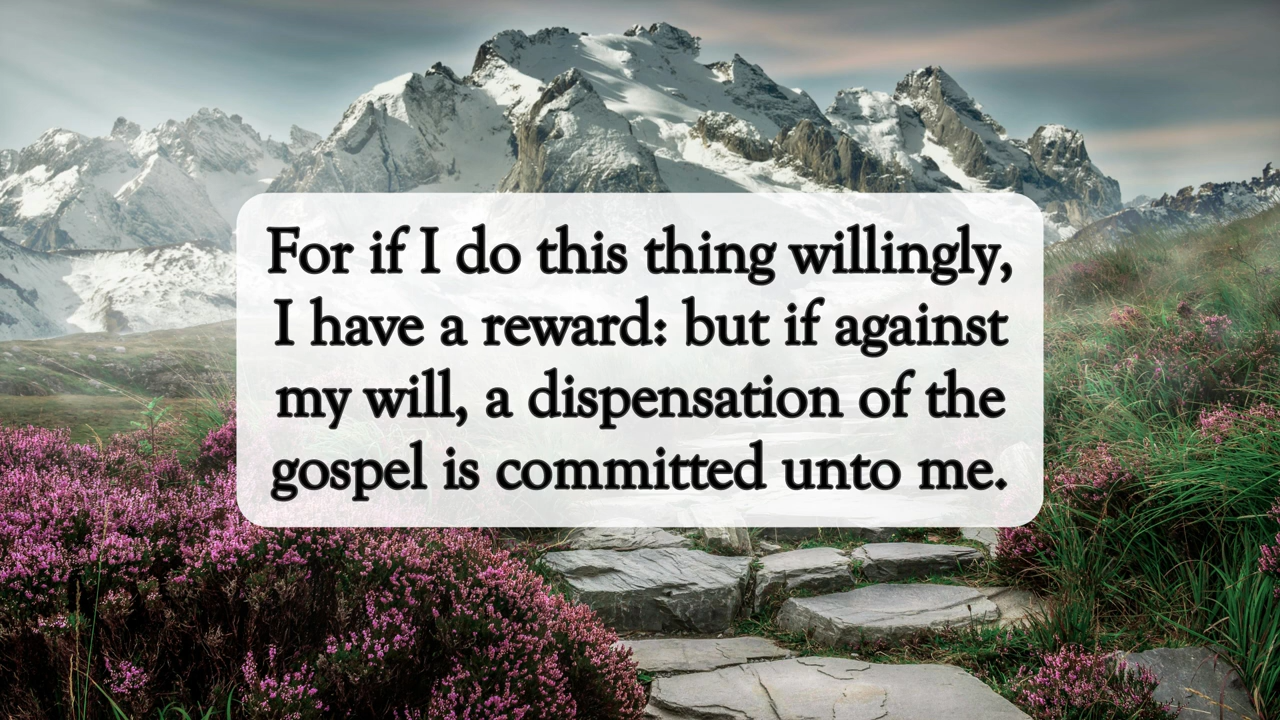 For if I do this thing willingly,
I have a reward: but if against
my will, a dispensation of the
gospel is committed unto me.